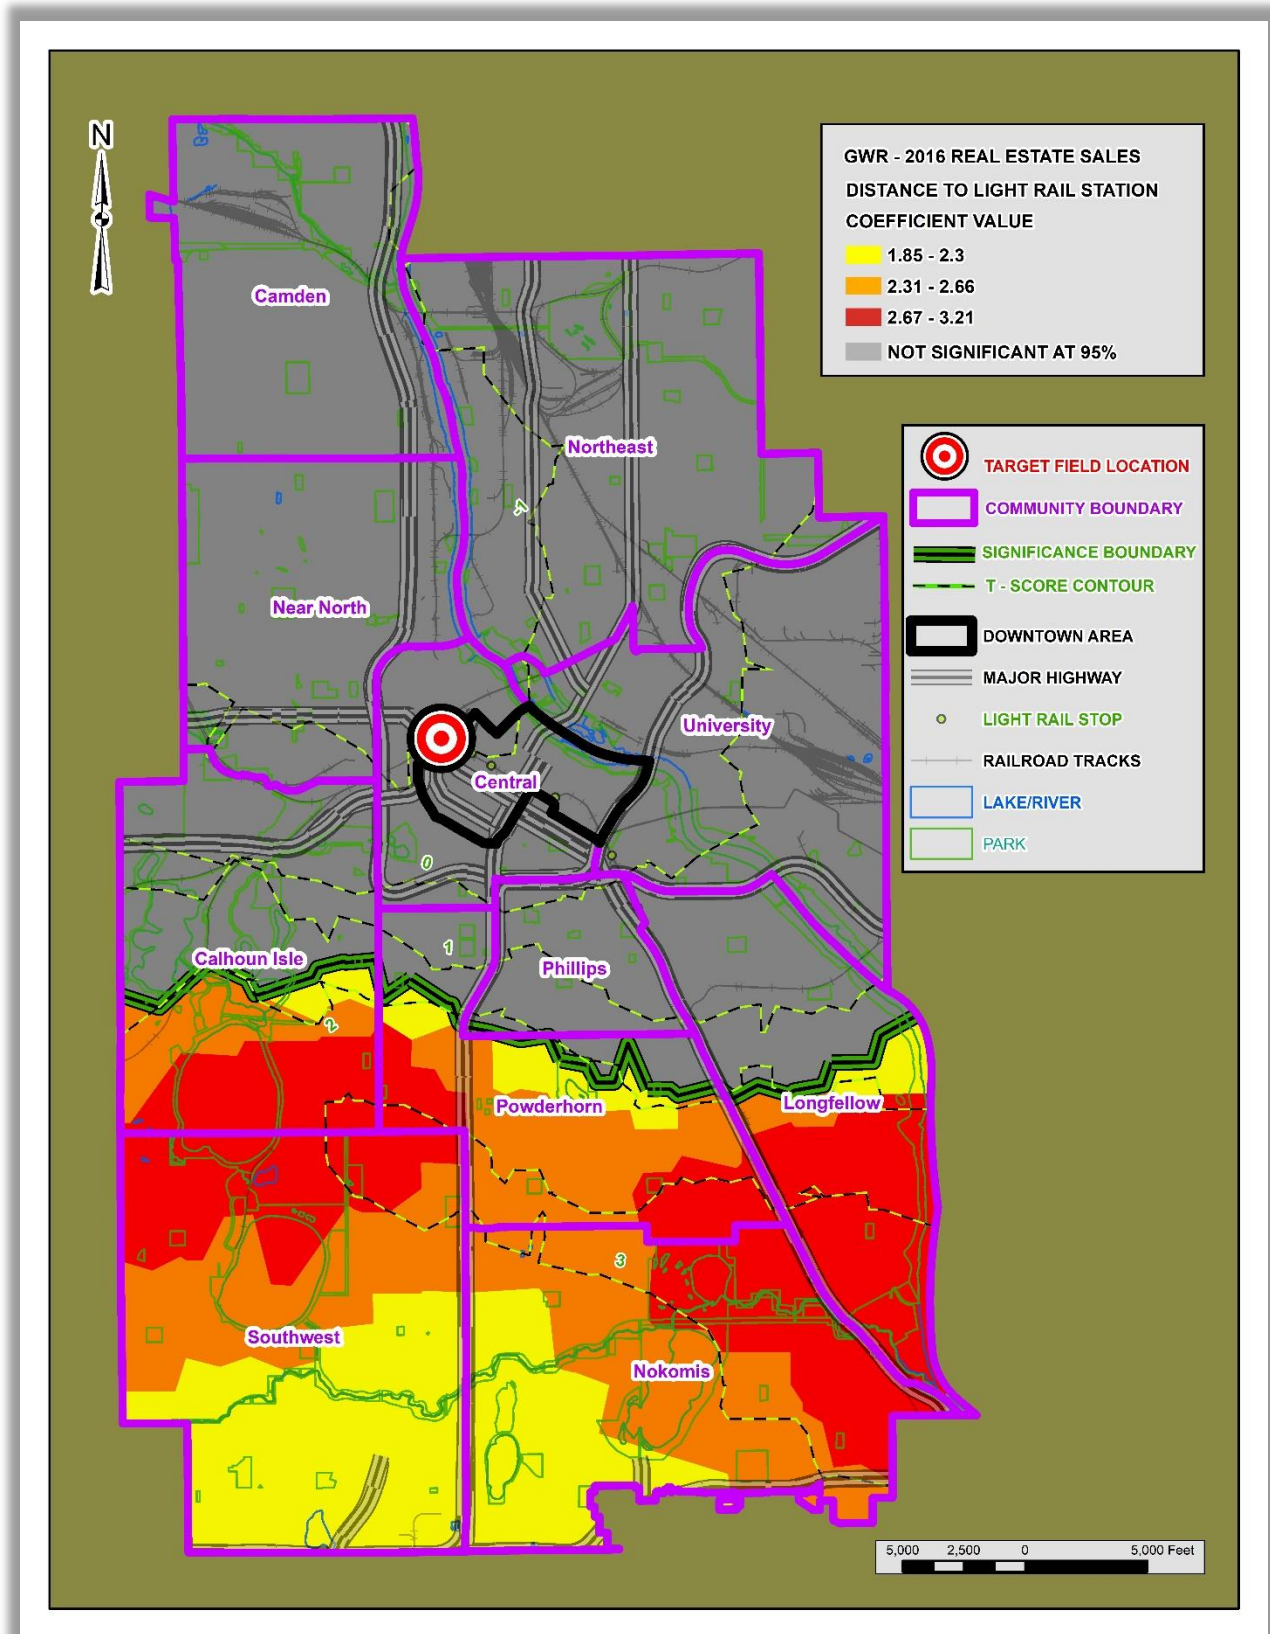 N
GWR - 2016 REAL ESTATE SALES
DISTANCE TO LIGHT RAIL STATION
COEFFICIENT VALUE
1.85 - 2.3
2.31 - 2.66
2.67 - 3.21
NOT SIGNIFICANT AT 95%
TARGET FIELD LOCATION
COMMUNITY BOUNDARY
SIGNIFICANCE BOUNDARY
T - SCORE CONTOUR
DOWNTOWN AREA
MAJOR HIGHWAY
LIGHT RAIL STOP
RAILROAD TRACKS
LAKE/RIVER
PARK
Camden
Northeast
-1
Near North
University
Central
0
1
Calhoun Isle
Phillips
2
Powderhorn
Longfellow
3
Southwest
Nokomis
5,000 2,500 0 5,000 Feet